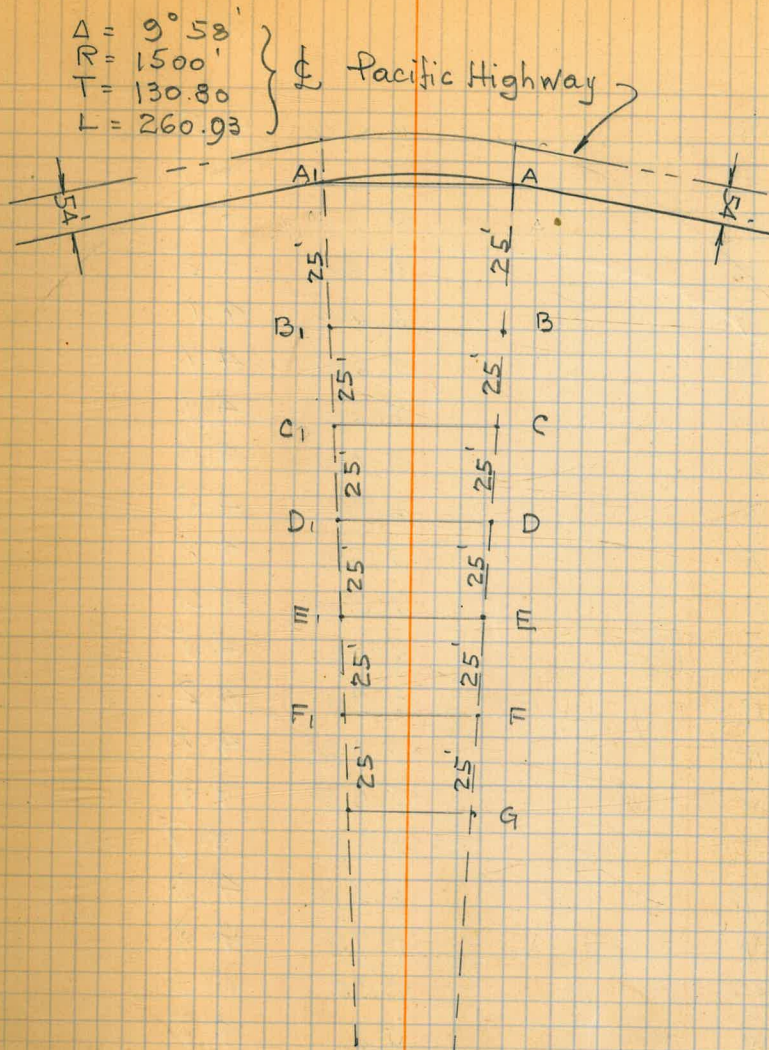 Δ = 9° 58'
R = 1500'
T = 130.80
L = 260.93
℄ Pacific Highway
A1 A
54' 54'
25' 25'
B1 B
25' 25'
C1 C
25' 25'
D1 D
25' 25'
E1 E
25' 25'
F1 F
25' 25'
G